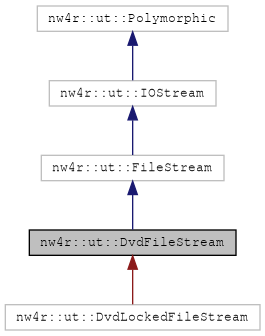 nw4r::ut::Polymorphic
nw4r::ut::IOStream
nw4r::ut::FileStream
nw4r::ut::DvdFileStream
nw4r::ut::DvdLockedFileStream